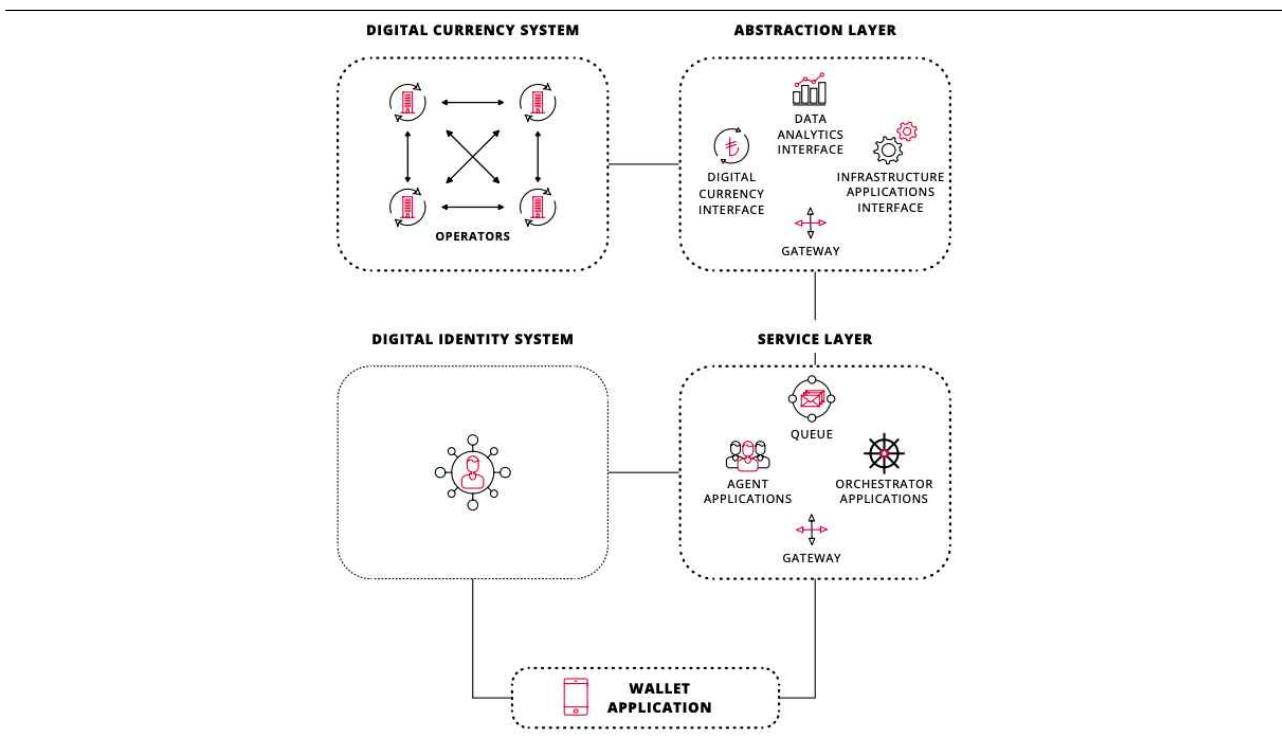 DIGITAL CURRENCY SYSTEM
OPERATORS
ABSTRACTION LAYER
DATA
ANALYTICS
INTERFACE
DIGITAL
CURRENCY
INTERFACE
INFRASTRUCTURE
APPLICATIONS
INTERFACE
GATEWAY
DIGITAL IDENTITY SYSTEM
SERVICE LAYER
QUEUE
AGENT
APPLICATIONS
ORCHESTRATOR
APPLICATIONS
GATEWAY
WALLET
APPLICATION